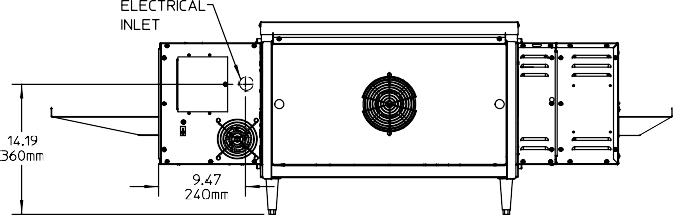 ELECTRICAL
INLET
14.19
360mm
9.47
240mm